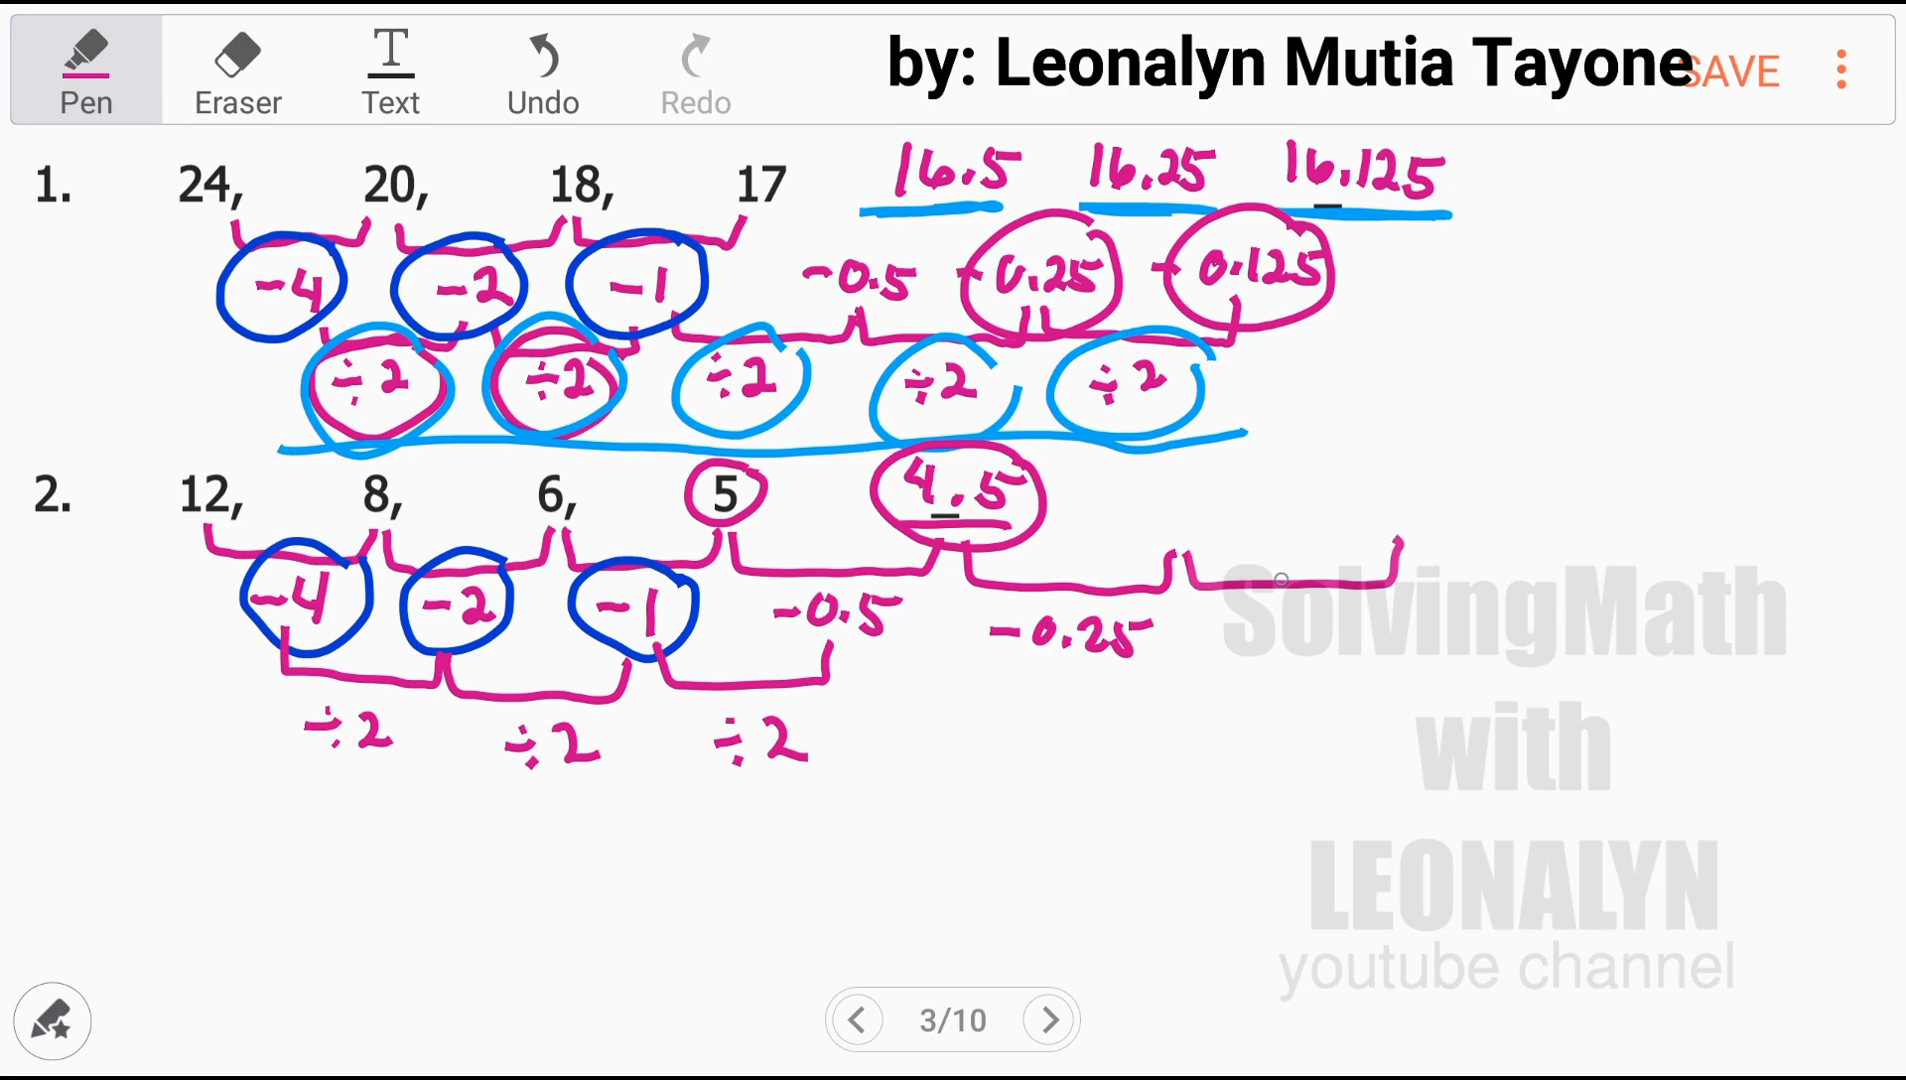 Pen Eraser Text Undo Redo by: Leonalyn Mutia Tayone SAVE
1. 24, 20, 18, 17 16.5 16.25 16.125
-4 -2 -1 -0.5 -0.25 -0.125
÷2 ÷2 ÷2 ÷2 ÷2
2. 12, 8, 6, 5 4.5
-4 -2 -1 -0.5 -0.25
÷2 ÷2 ÷2
SolvingMath
with
LEONALYN
youtube channel
3/10